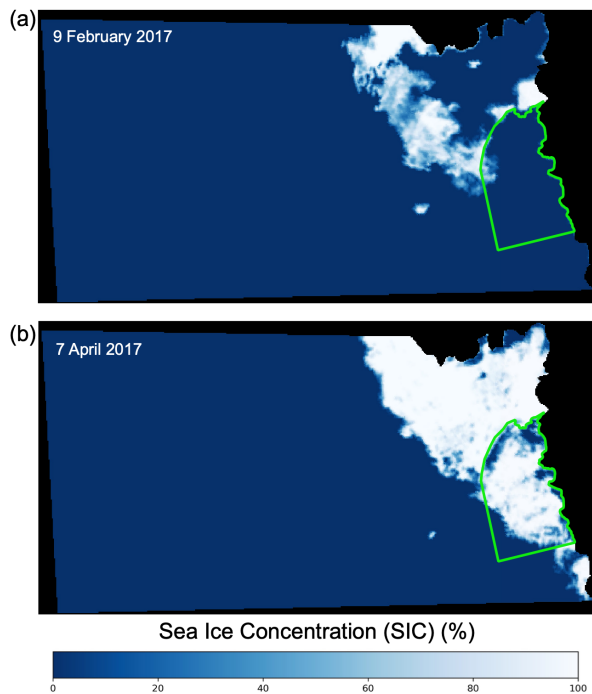 (a)
9 February 2017
(b)
7 April 2017
Sea Ice Concentration (SIC) (%)
0 20 40 60 80 100